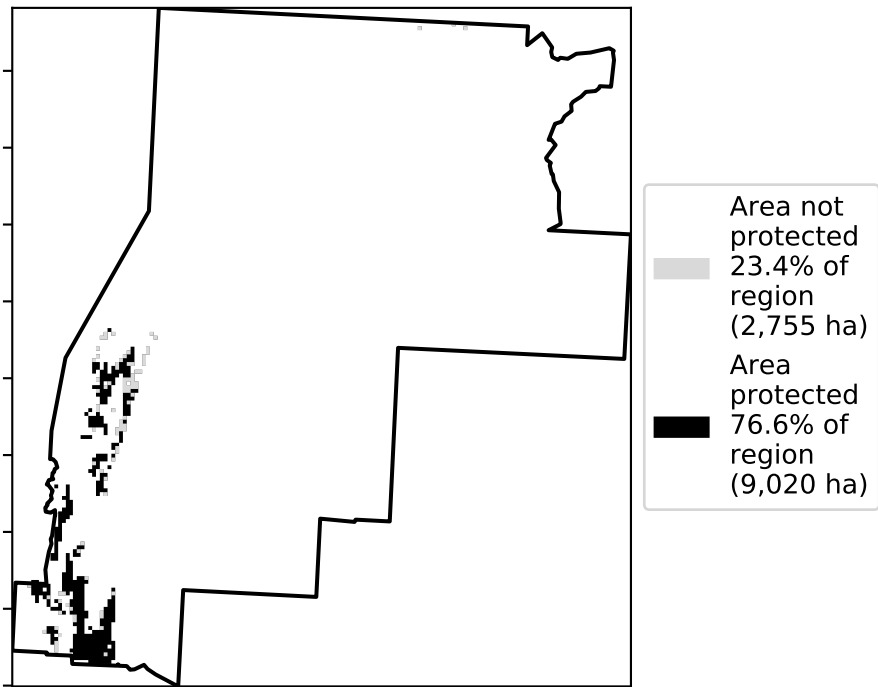 Area not
protected
23.4% of
region
(2,755 ha)
Area
protected
76.6% of
region
(9,020 ha)